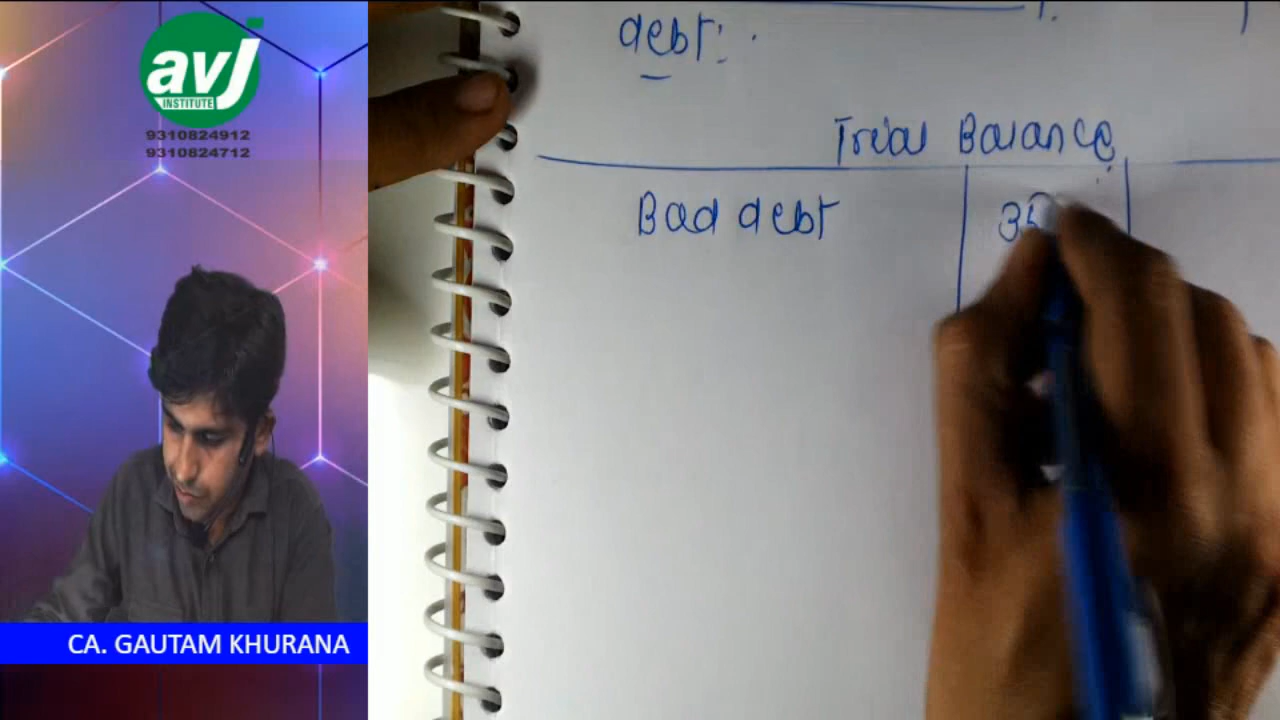 avJ
INSTITUTE
9310824912
9310824712
CA. GAUTAM KHURANA
debt:
Trial Balance
Bad debt